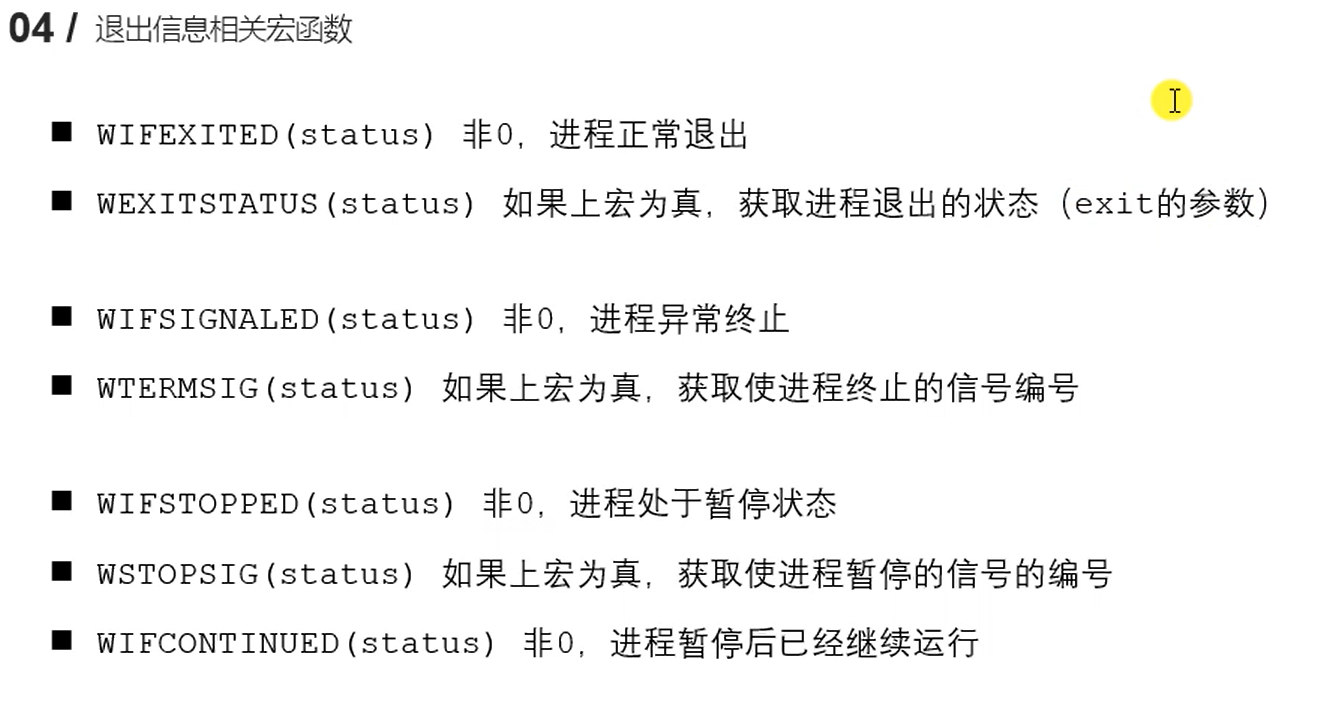 04 / 退出信息相关宏函数
■ WIFEXITED(status) 非0，进程正常退出
■ WEXITSTATUS(status) 如果上宏为真，获取进程退出的状态（exit的参数）
■ WIFSIGNALED(status) 非0，进程异常终止
■ WTERMSIG(status) 如果上宏为真，获取使进程终止的信号编号
■ WIFSTOPPED(status) 非0，进程处于暂停状态
■ WSTOPSIG(status) 如果上宏为真，获取使进程暂停的信号的编号
■ WIFCONTINUED(status) 非0，进程暂停后已经继续运行